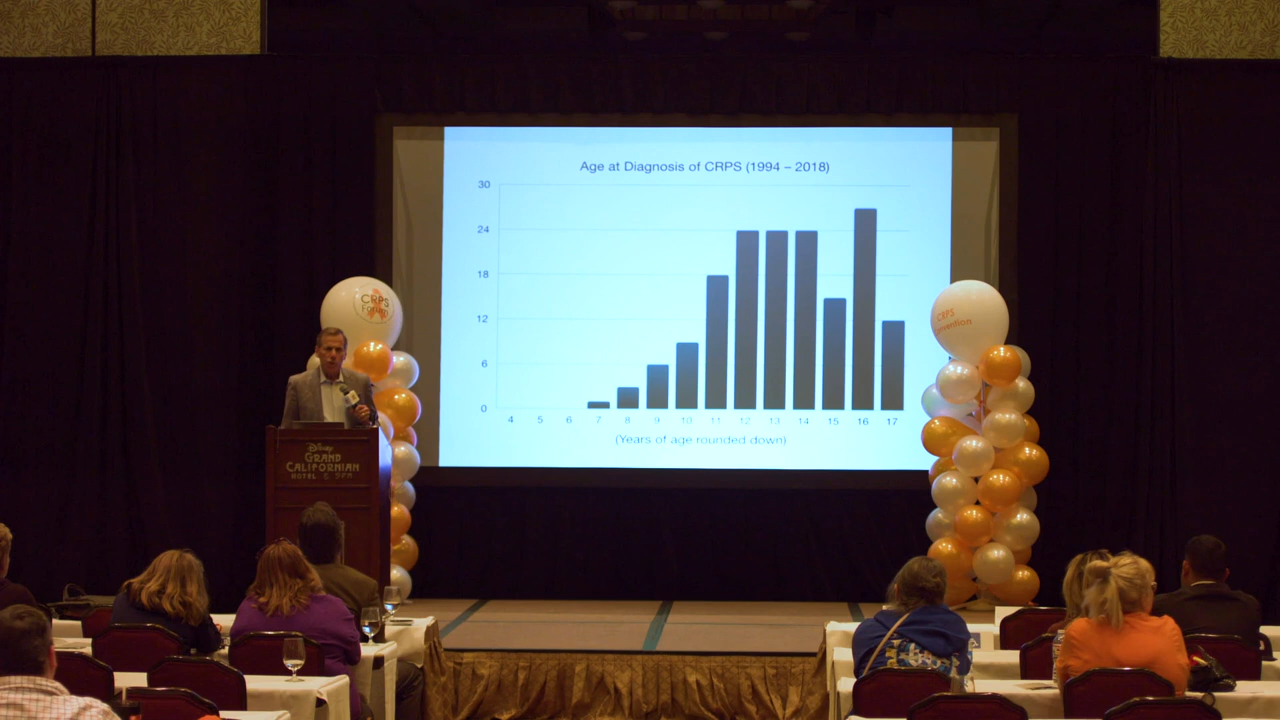 Age at Diagnosis of CRPS (1994 – 2018)
30
24
18
12
6
0
4 5 6 7 8 9 10 11 12 13 14 15 16 17
(Years of age rounded down)
CRPS
Forum
CRPS
Disney
GRAND
CALIFORNIAN
HOTEL & SPA